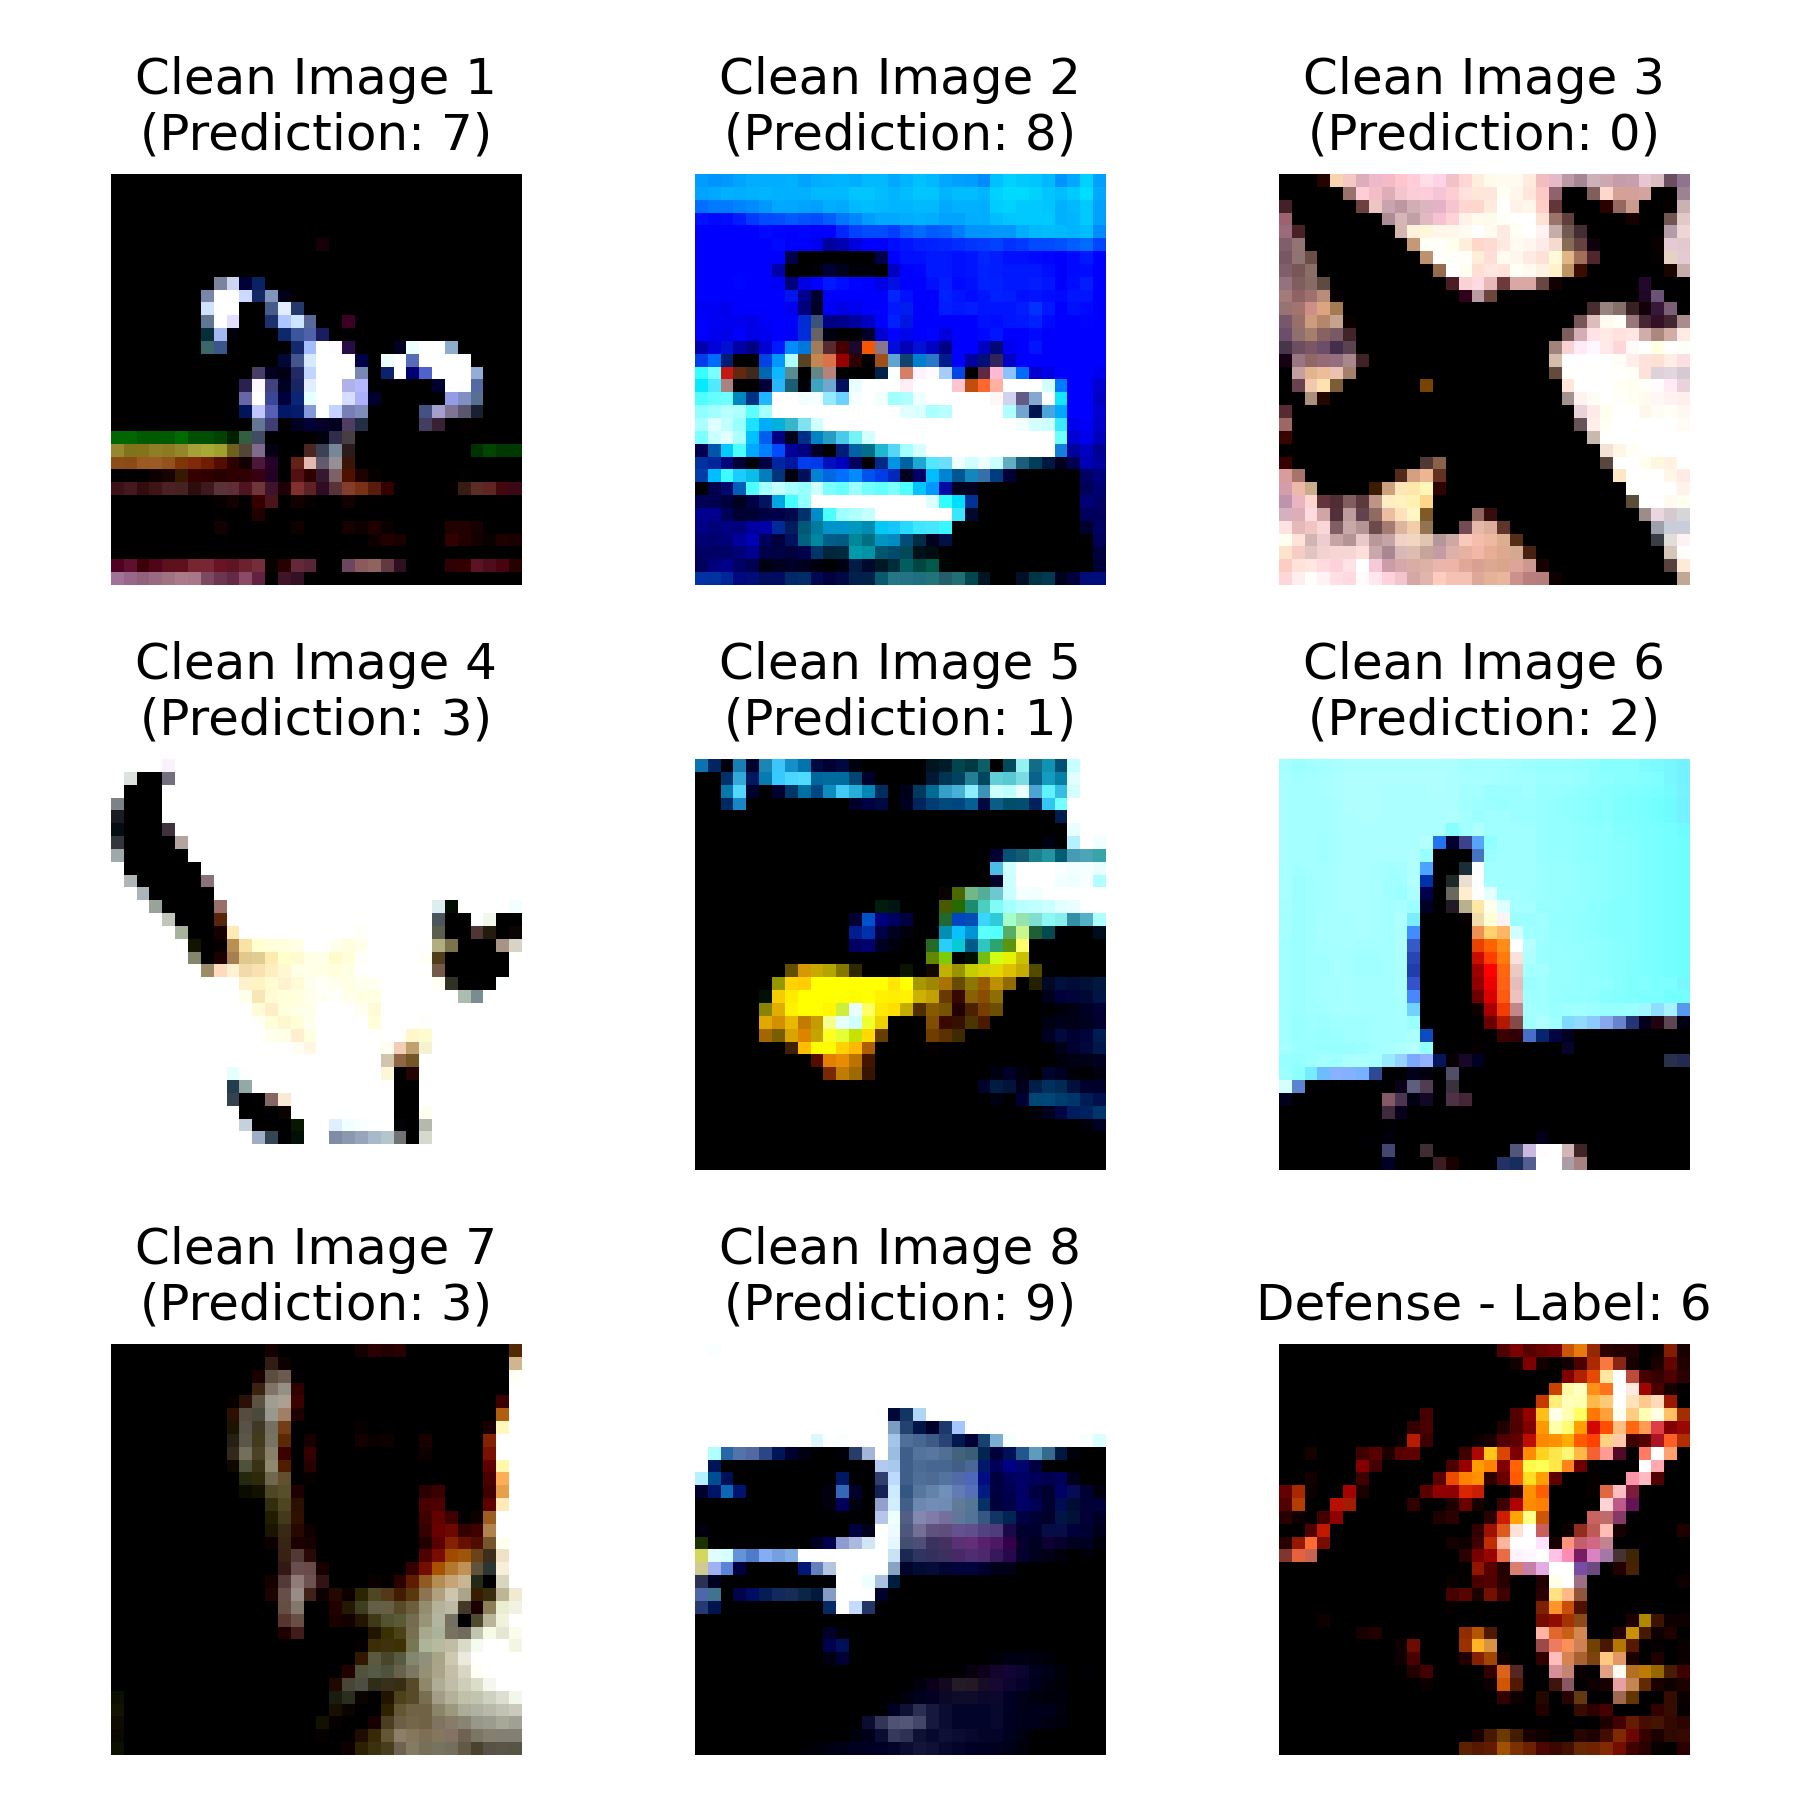 Clean Image 1
(Prediction: 7)
Clean Image 2
(Prediction: 8)
Clean Image 3
(Prediction: 0)
Clean Image 4
(Prediction: 3)
Clean Image 5
(Prediction: 1)
Clean Image 6
(Prediction: 2)
Clean Image 7
(Prediction: 3)
Clean Image 8
(Prediction: 9)
Defense - Label: 6